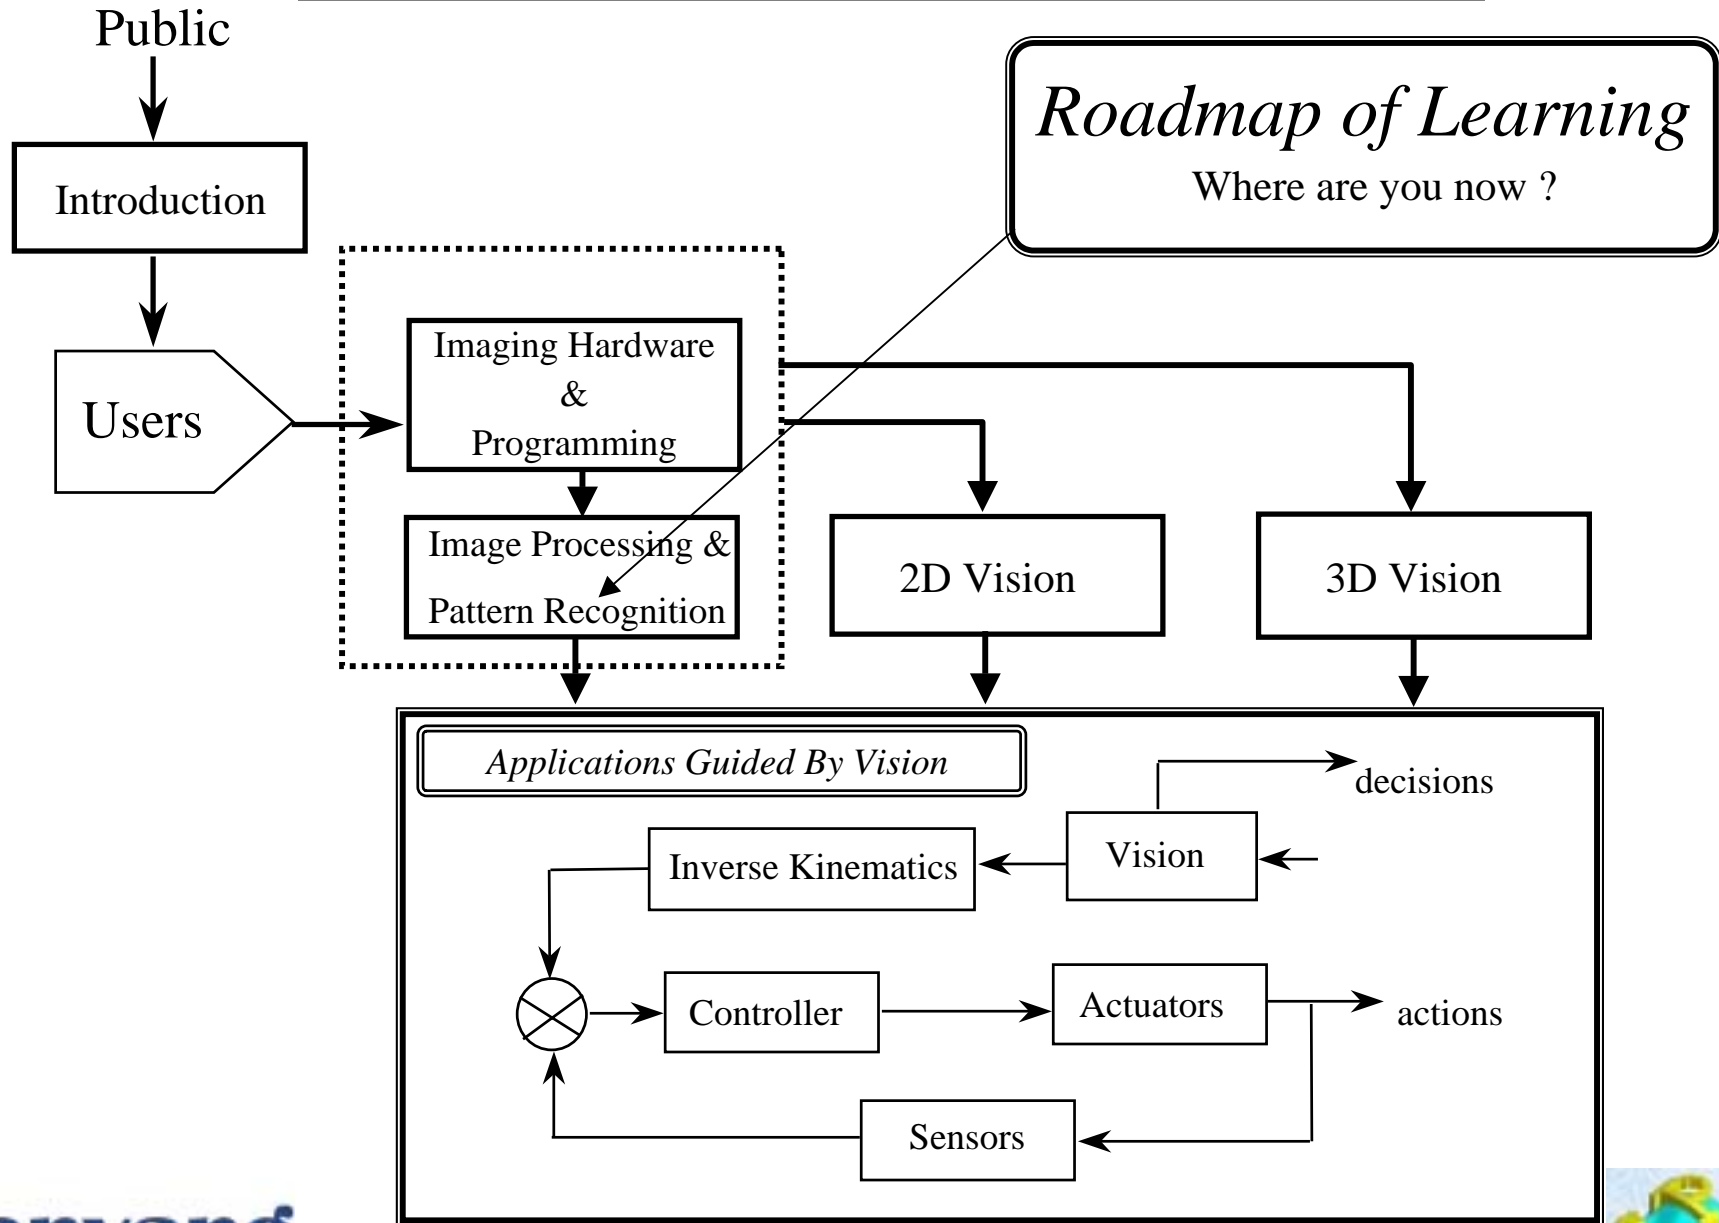 Public
Roadmap of Learning
Where are you now ?
Introduction
Users
Imaging Hardware
&
Programming
Image Processing &
Pattern Recognition
2D Vision
3D Vision
Applications Guided By Vision
decisions
Vision
Inverse Kinematics
Controller
Actuators
actions
Sensors